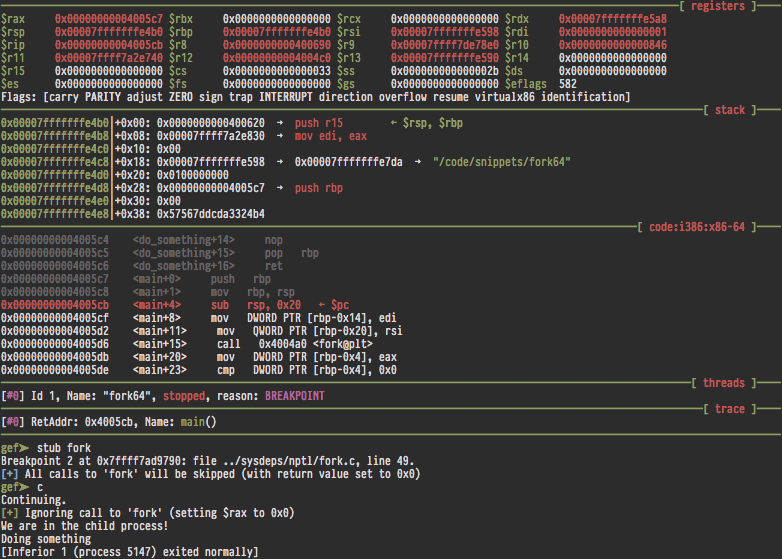 [ registers ]
$rax 0x00000000004005c7 $rbx 0x0000000000000000 $rcx 0x0000000000000000 $rdx 0x00007fffffffe5a8
$rsp 0x00007fffffffe4b0 $rbp 0x00007fffffffe4b0 $rsi 0x00007fffffffe598 $rdi 0x0000000000000001
$rip 0x00000000004005cb $r8 0x0000000000400690 $r9 0x00007ffff7de78e0 $r10 0x0000000000000846
$r11 0x00007ffff7a2e740 $r12 0x00000000004004c0 $r13 0x00007fffffffe590 $r14 0x0000000000000000
$r15 0x0000000000000000 $cs 0x0000000000000033 $ss 0x000000000000002b $ds 0x0000000000000000
$es 0x0000000000000000 $fs 0x0000000000000000 $gs 0x0000000000000000 $eflags 582
Flags: [carry PARITY adjust ZERO sign trap INTERRUPT direction overflow resume virtualx86 identification]
[ stack ]
0x00007fffffffe4b0|+0x00: 0x0000000000400620 → push r15 ← $rsp, $rbp
0x00007fffffffe4b8|+0x08: 0x00007ffff7a2e830 → mov edi, eax
0x00007fffffffe4c0|+0x10: 0x00
0x00007fffffffe4c8|+0x18: 0x00007fffffffe598 → 0x00007fffffffe7da → "/code/snippets/fork64"
0x00007fffffffe4d0|+0x20: 0x0100000000
0x00007fffffffe4d8|+0x28: 0x00000000004005c7 → push rbp
0x00007fffffffe4e0|+0x30: 0x00
0x00007fffffffe4e8|+0x38: 0x57567ddcda3324b4
[ code:i386:x86-64 ]
0x00000000004005c4 <do_something+14> nop
0x00000000004005c5 <do_something+15> pop rbp
0x00000000004005c6 <do_something+16> ret
0x00000000004005c7 <main+0> push rbp
0x00000000004005c8 <main+1> mov rbp, rsp
0x00000000004005cb <main+4> sub rsp, 0x20 ← $pc
0x00000000004005cf <main+8> mov DWORD PTR [rbp-0x14], edi
0x00000000004005d2 <main+11> mov QWORD PTR [rbp-0x20], rsi
0x00000000004005d6 <main+15> call 0x4004a0 <fork@plt>
0x00000000004005db <main+20> mov DWORD PTR [rbp-0x4], eax
0x00000000004005de <main+23> cmp DWORD PTR [rbp-0x4], 0x0
[ threads ]
[#0] Id 1, Name: "fork64", stopped, reason: BREAKPOINT
[ trace ]
[#0] RetAddr: 0x4005cb, Name: main()
gef➤ stub fork
Breakpoint 2 at 0x7ffff7ad9790: file ../sysdeps/nptl/fork.c, line 49.
[+] All calls to 'fork' will be skipped (with return value set to 0x0)
gef➤ c
Continuing.
[+] Ignoring call to 'fork' (setting $rax to 0x0)
We are in the child process!
Doing something
[Inferior 1 (process 5147) exited normally]